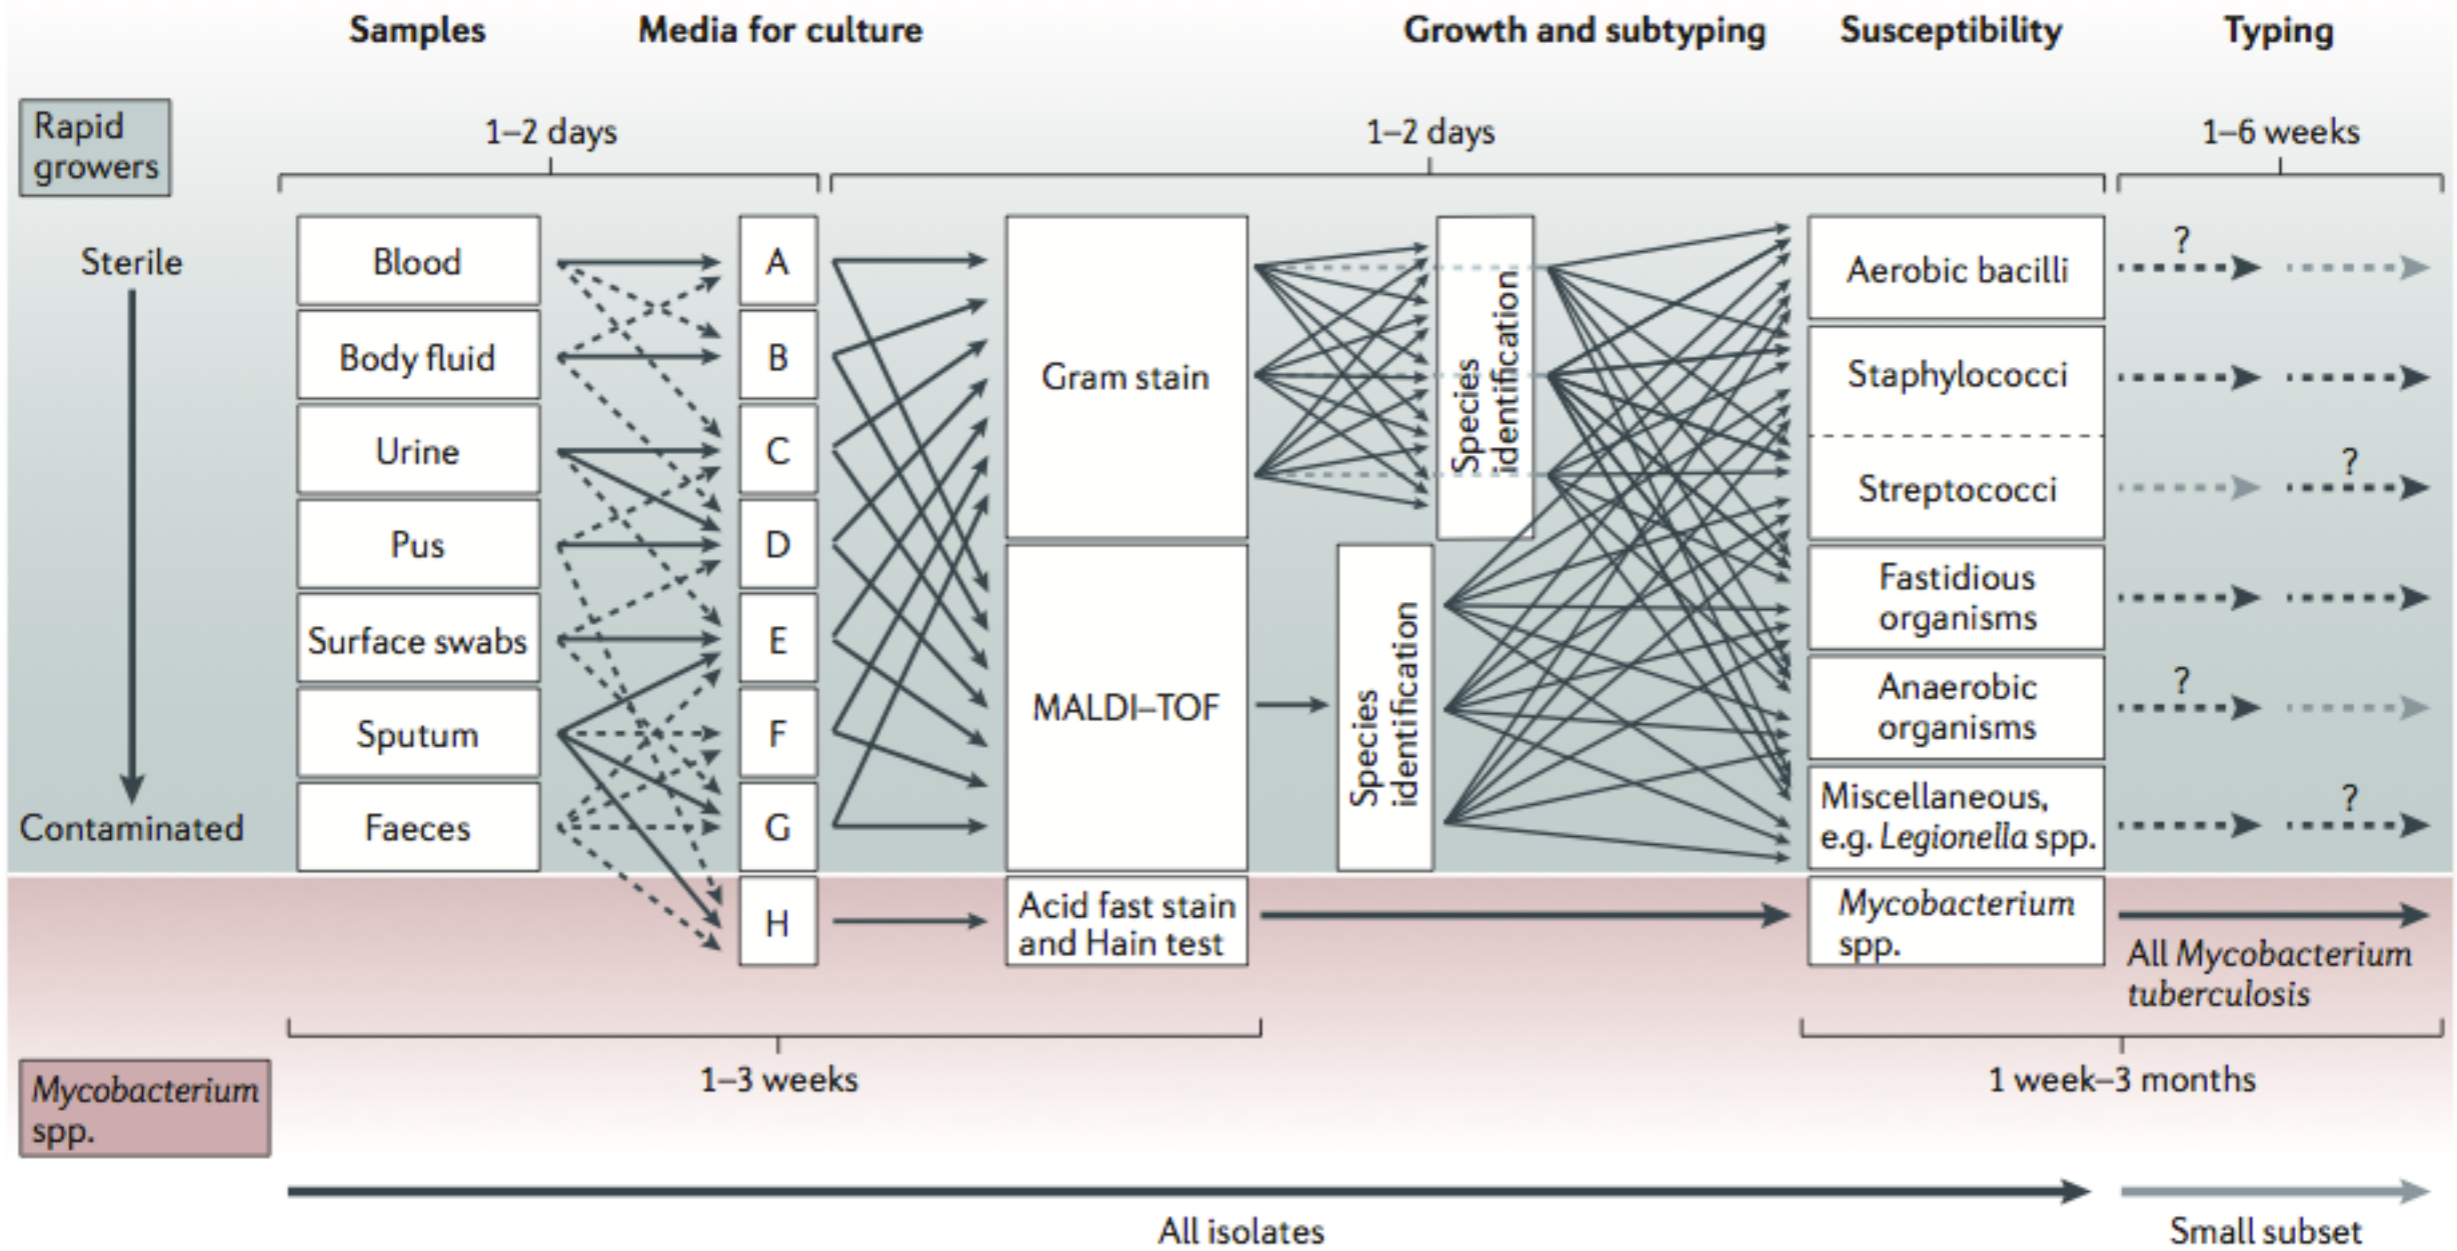 Samples
Media for culture
Growth and subtyping
Susceptibility
Typing
Rapid
growers
1–2 days
1–2 days
1–6 weeks
Sterile
Contaminated
Blood
Body fluid
Urine
Pus
Surface swabs
Sputum
Faeces
A
B
C
D
E
F
G
H
Gram stain
MALDI–TOF
Acid fast stain
and Hain test
Species
identification
Species
identification
Aerobic bacilli
Staphylococci
Streptococci
Fastidious
organisms
Anaerobic
organisms
Miscellaneous,
e.g. Legionella spp.
Mycobacterium
spp.
?
?
?
?
All Mycobacterium
tuberculosis
1–3 weeks
1 week–3 months
Mycobacterium
spp.
All isolates
Small subset